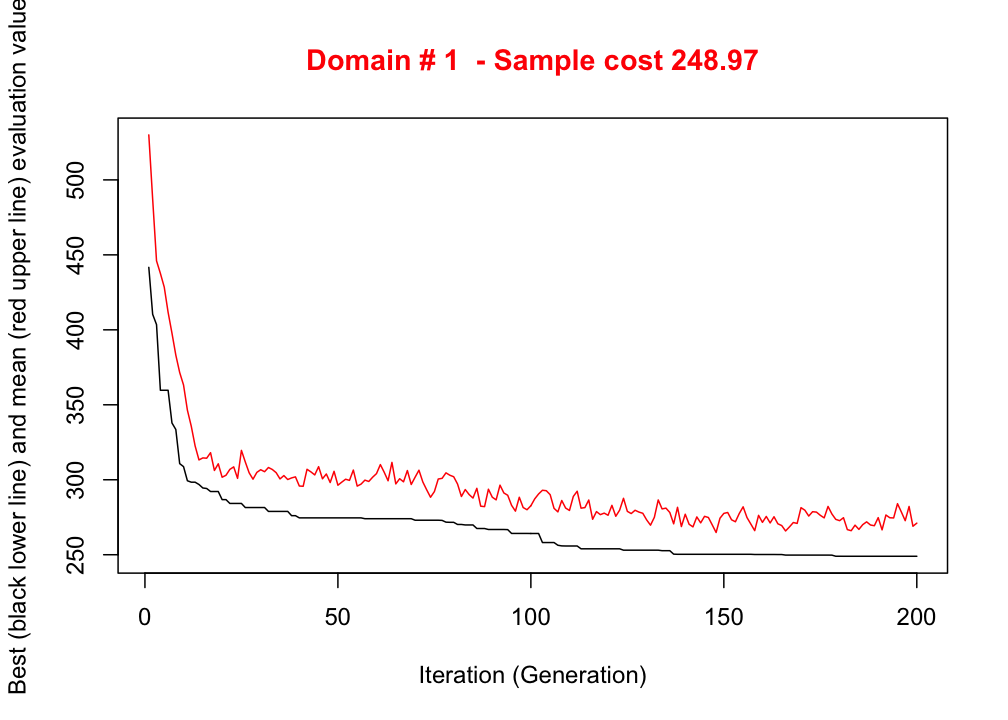 Domain # 1  - Sample cost 248.97
Best (black lower line) and mean (red upper line) evaluation value
500
450
400
350
300
250
0 50 100 150 200
Iteration (Generation)